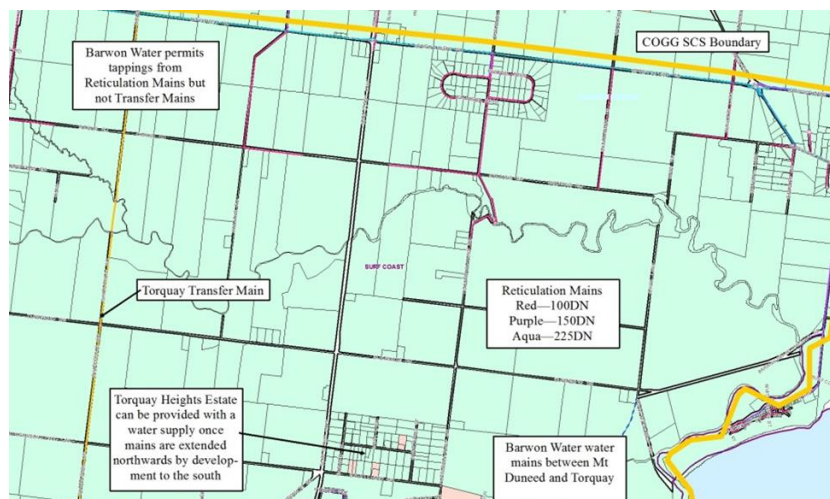 Barwon Water permits
tappings from
Reticulation Mains but
not Transfer Mains
COGG SCS Boundary
SURF COAST
Torquay Transfer Main
Reticulation Mains
Red—100DN
Purple—150DN
Aqua—225DN
Torquay Heights Estate
can be provided with a
water supply once
mains are extended
northwards by develop-
ment to the south
Barwon Water water
mains between Mt
Duneed and Torquay